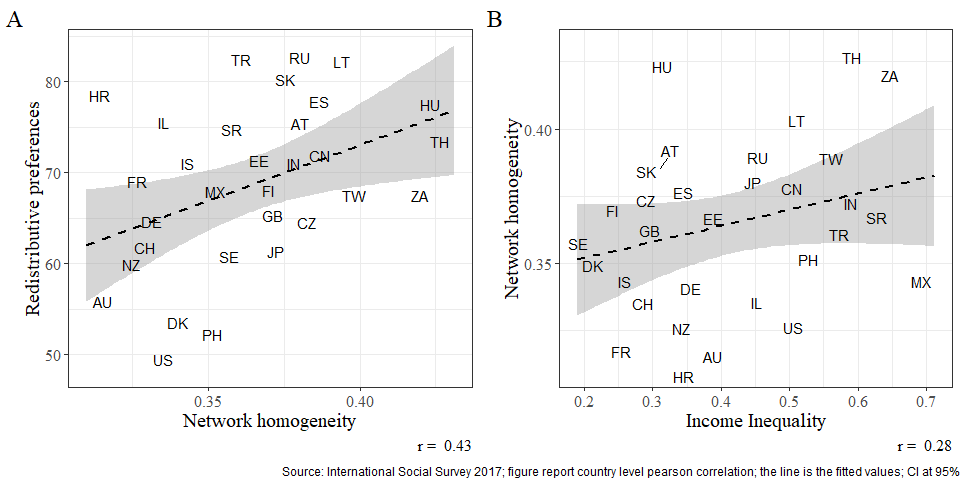 A
B
Redistributive preferences
80
70
60
50
TR
RU
LT
SK
HR
ES
HU
IL
SR
AT
TH
IS
EE
IN
CN
FR
MX
FI
TW
ZA
DE
GB
CZ
CH
NZ
SE
JP
AU
DK
PH
US
0.35
0.40
Network homogeneity
r = 0.43
Network homogeneity
0.40
0.35
TH
HU
ZA
LT
AT
RU
TW
SK
JP
CN
ES
CZ
IN
FI
EE
SR
GB
TR
SE
DK
PH
IS
MX
DE
CH
IL
NZ
US
FR
AU
HR
0.2
0.3
0.4
0.5
0.6
0.7
Income Inequality
r = 0.28
Source: International Social Survey 2017; figure report country level pearson correlation; the line is the fitted values; CI at 95%